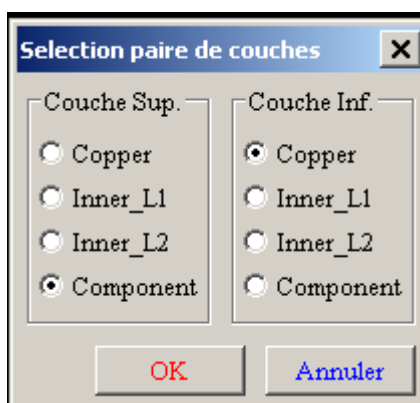 Selection paire de couches
Couche Sup.
Copper
Inner_L1
Inner_L2
Component
Couche Inf.
Copper
Inner_L1
Inner_L2
Component
OK
Annuler